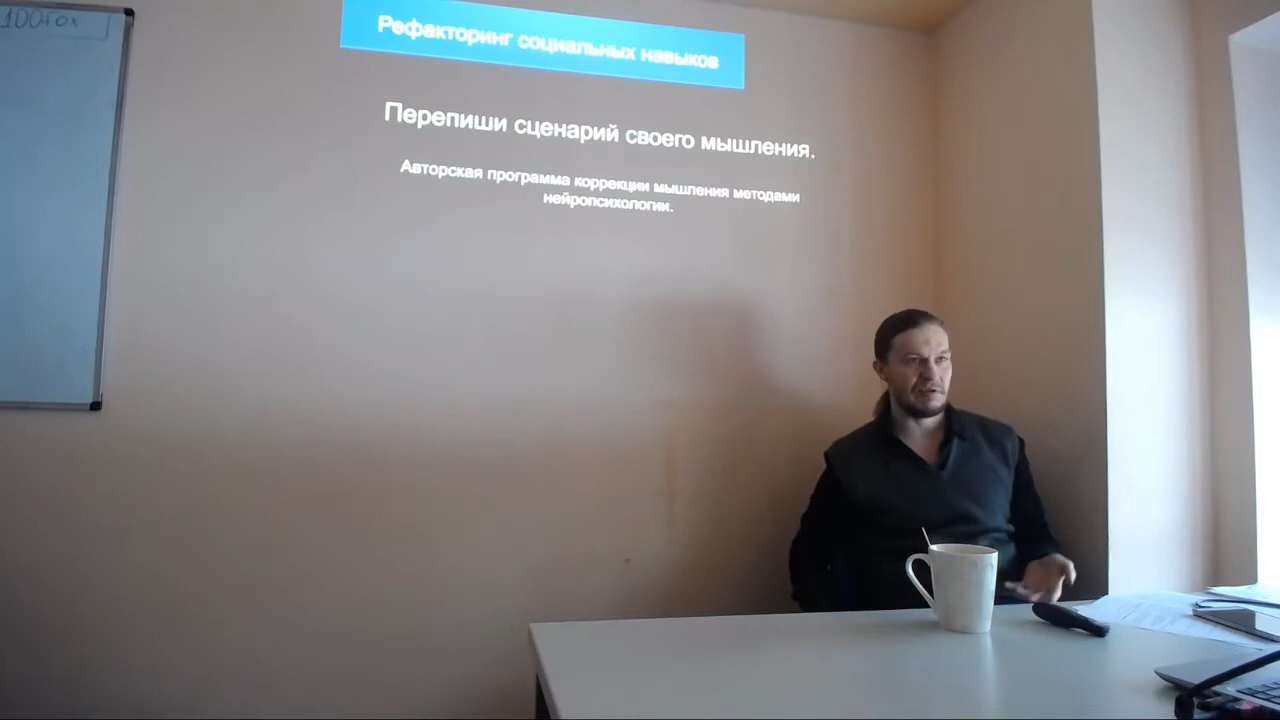 Рефакторинг социальных навыков
Перепиши сценарий своего мышления.
Авторская программа коррекции мышления методами
нейропсихологии.